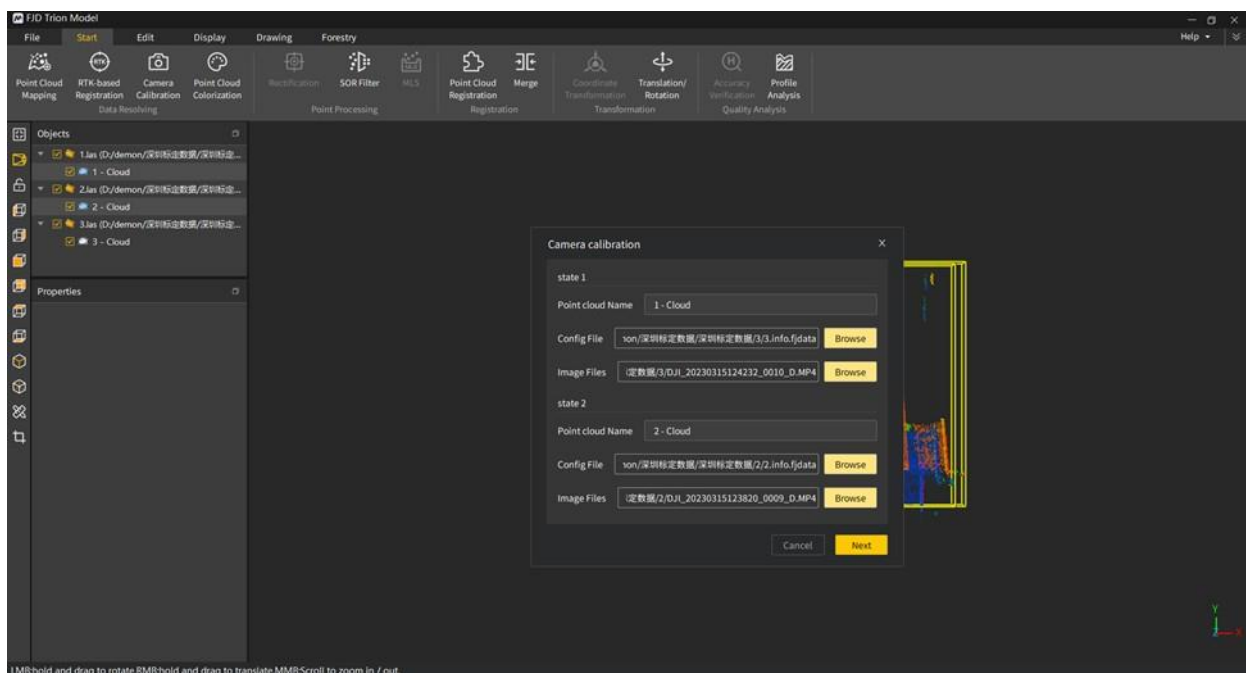 FJD Trion Model
File Start Edit Display Drawing Forestry Help
Point Cloud Mapping
RTK-based Registration
Camera Calibration
Point Cloud Colorization
Data Resolving
Rectification
SOR Filter
MLS
Point Processing
Point Cloud Registration
Merge
Registration
Coordinate Transformation
Translation/ Rotation
Transformation
Accuracy Verification
Profile Analysis
Quality Analysis
Objects
1.las (D:/demon/深圳标定数据/深圳标定...
1 - Cloud
2.las (D:/demon/深圳标定数据/深圳标定...
2 - Cloud
3.las (D:/demon/深圳标定数据/深圳标定...
3 - Cloud
Properties
Camera calibration
state 1
Point cloud Name 1 - Cloud
Config File on/深圳标定数据/深圳标定数据/3/3.info.fjdata Browse
Image Files 定数据/3/DJI_20230315124232_0010_D.MP4 Browse
state 2
Point cloud Name 2 - Cloud
Config File on/深圳标定数据/深圳标定数据/2/2.info.fjdata Browse
Image Files 定数据/2/DJI_20230315123820_0009_D.MP4 Browse
Cancel Next
Y
Z X
LMB:hold and drag to rotate RMB:hold and drag to translate MMB:Scroll to zoom in / out.